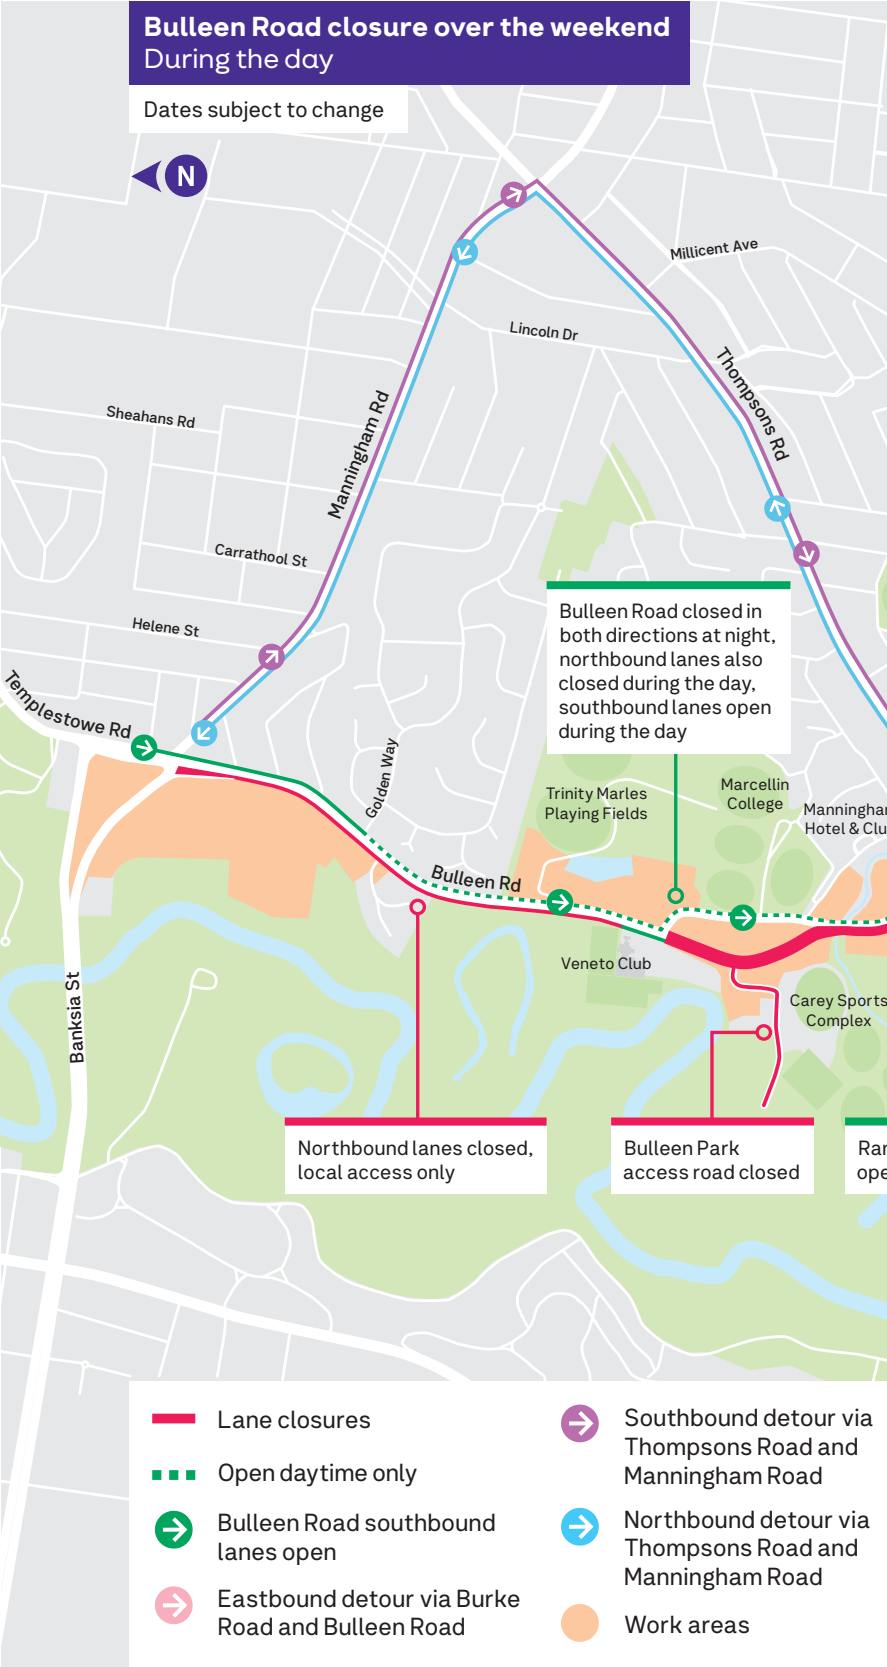 Bulleen Road closure over the weekend
During the day
Dates subject to change
N
Millicent Ave
Lincoln Dr
Thompsons Rd
Sheahans Rd
Manningham Rd
Carrathool St
Helene St
Templestowe Rd
Bulleen Road closed in
both directions at night,
northbound lanes also
closed during the day,
southbound lanes open
during the day
Golden Way
Trinity Marles
Playing Fields
Marcellin
College
Manningha
Hotel & Clu
Bulleen Rd
Veneto Club
Banksia St
Carey Sports
Complex
Northbound lanes closed,
local access only
Bulleen Park
access road closed
Ra
ope
Lane closures
Open daytime only
Bulleen Road southbound
lanes open
Eastbound detour via Burke
Road and Bulleen Road
Southbound detour via
Thompsons Road and
Manningham Road
Northbound detour via
Thompsons Road and
Manningham Road
Work areas